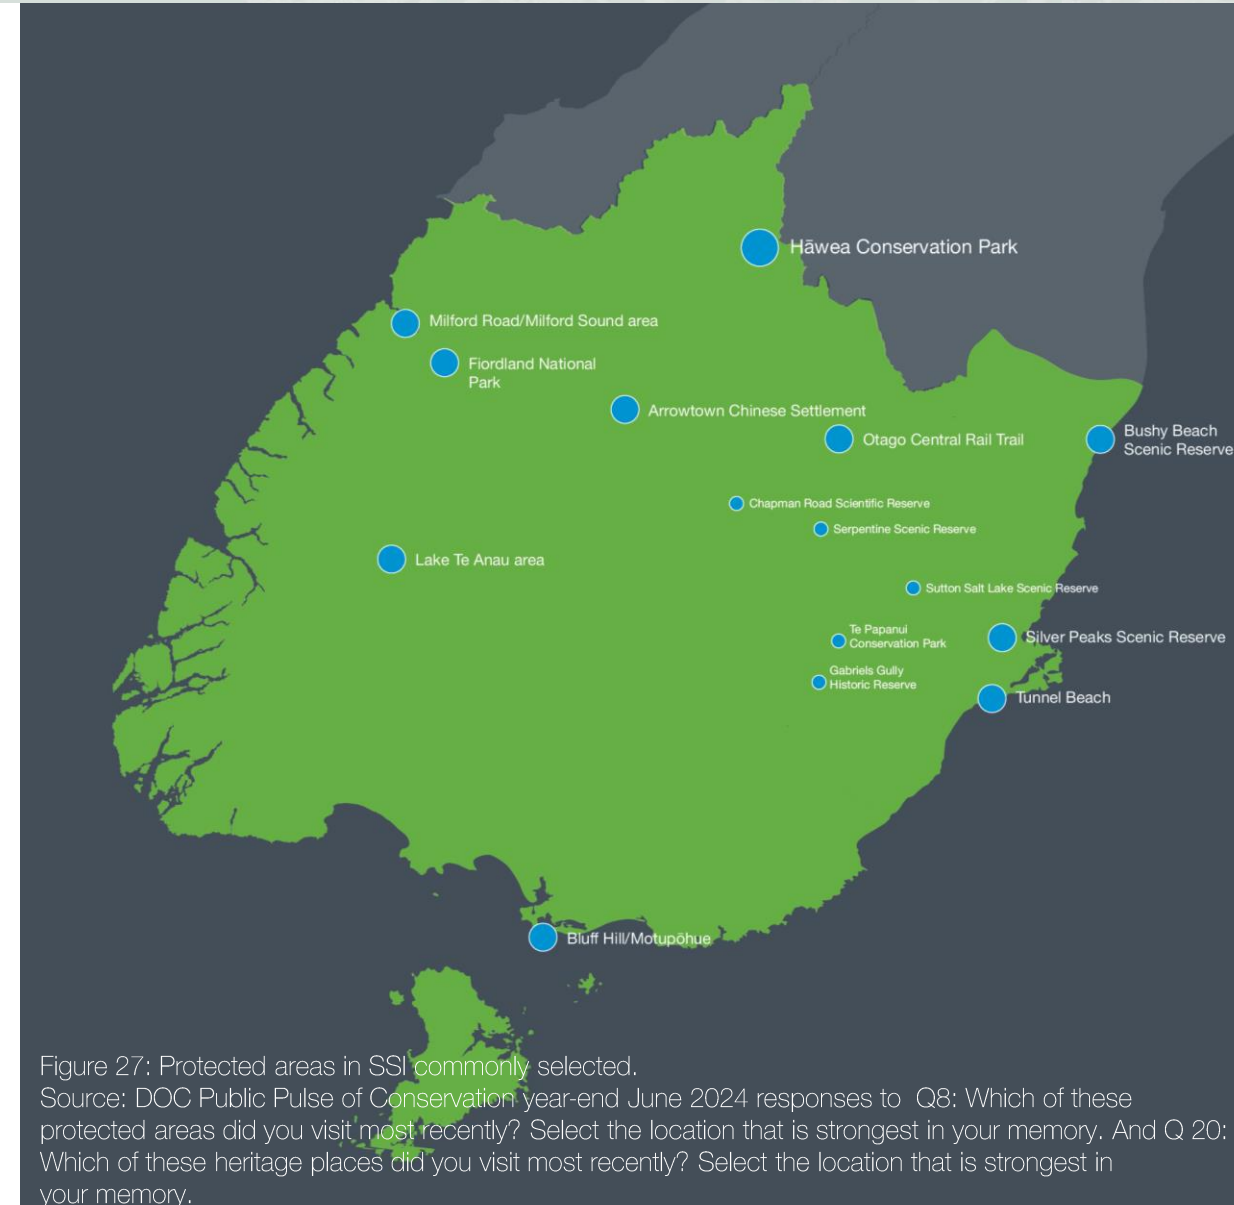 Hāwea Conservation Park
Milford Road/Milford Sound area
Fiordland National
Park
Arrowtown Chinese Settlement
Otago Central Rail Trail
Bushy Beach
Scenic Reserve
Chapman Road Scientific Reserve
Serpentine Scenic Reserve
Lake Te Anau area
Sutton Salt Lake Scenic Reserve
Te Papanui
Conservation Park
Silver Peaks Scenic Reserve
Gabriels Gully
Historic Reserve
Tunnel Beach
Bluff Hill/Motupōhue
Figure 27: Protected areas in SSI commonly selected.
Source: DOC Public Pulse of Conservation year-end June 2024 responses to  Q8: Which of these
protected areas did you visit most recently? Select the location that is strongest in your memory. And Q 20:
Which of these heritage places did you visit most recently? Select the location that is strongest in
your memory.